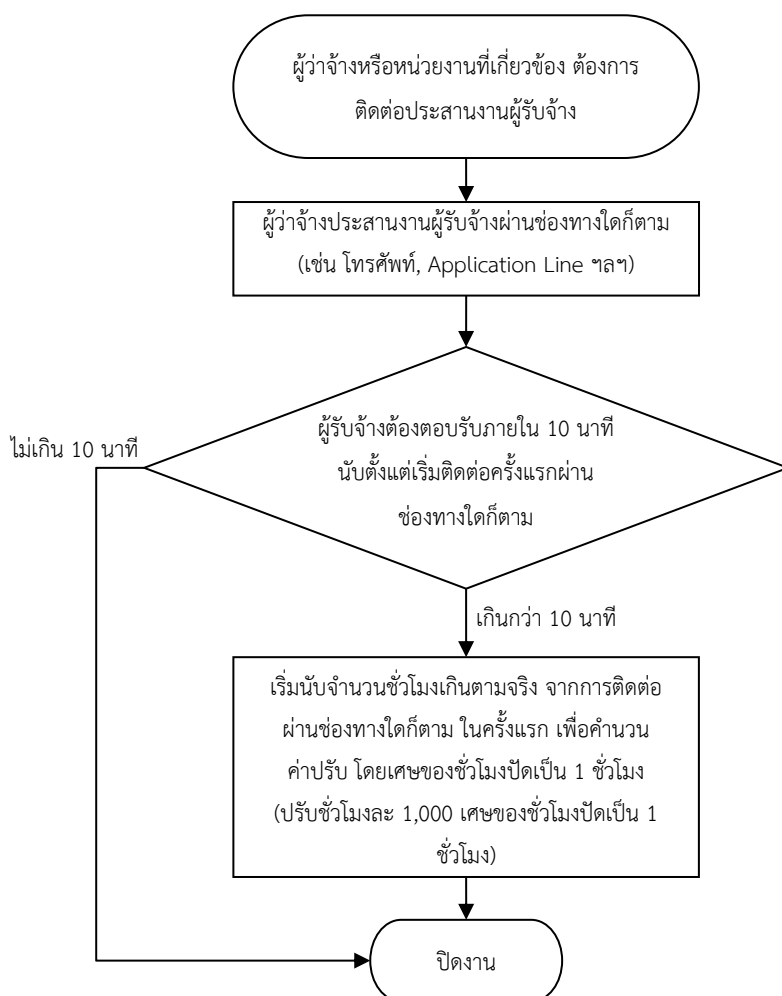 ผู้ว่าจ้างหรือหน่วยงานที่เกี่ยวข้อง ต้องการ
ติดต่อประสานงานผู้รับจ้าง
ผู้ว่าจ้างประสานงานผู้รับจ้างผ่านช่องทางใดก็ตาม
(เช่น โทรศัพท์, Application Line ฯลฯ)
ผู้รับจ้างต้องตอบรับภายใน 10 นาที
นับตั้งแต่เริ่มติดต่อครั้งแรกผ่าน
ช่องทางใดก็ตาม
ไม่เกิน 10 นาที
เกินกว่า 10 นาที
เริ่มนับจำนวนชั่วโมงเกินตามจริง จากการติดต่อ
ผ่านช่องทางใดก็ตาม ในครั้งแรก เพื่อคำนวน
ค่าปรับ โดยเศษของชั่วโมงปัดเป็น 1 ชั่วโมง
(ปรับชั่วโมงละ 1,000 เศษของชั่วโมงปัดเป็น 1
ชั่วโมง)
ปิดงาน